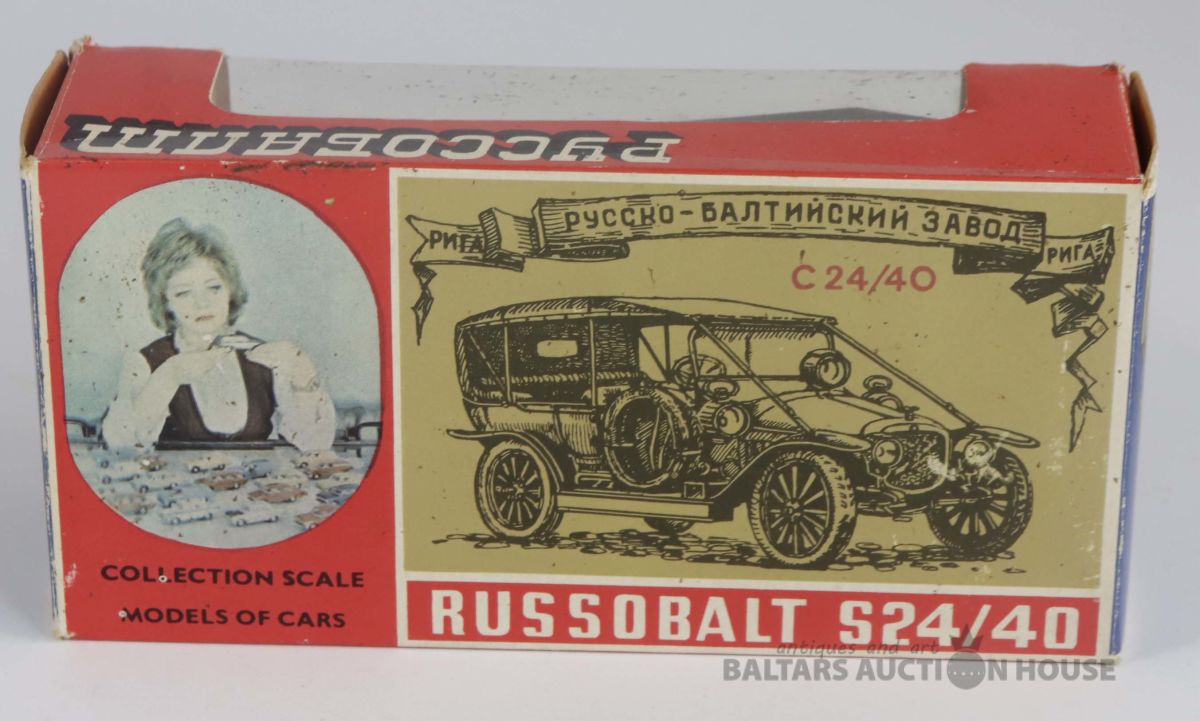 Руссобалт
РИГА РУССКО-БАЛТИЙСКИЙ ЗАВОД РИГА
С 24/40
COLLECTION SCALE
MODELS OF CARS
RUSSOBALT S24/40
antiques and art
BALTARS AUCTION HOUSE